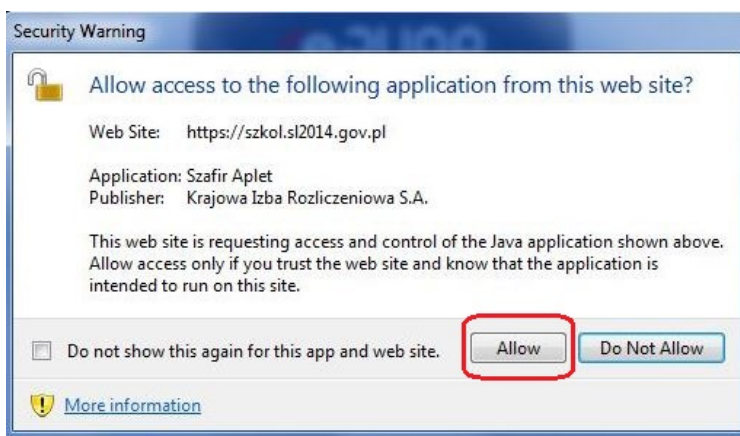 Security Warning
Allow access to the following application from this web site?
Web Site: https://szkol.sl2014.gov.pl
Application: Szafir Aplet
Publisher: Krajowa Izba Rozliczeniowa S.A.
This web site is requesting access and control of the Java application shown above.
Allow access only if you trust the web site and know that the application is
intended to run on this site.
Do not show this again for this app and web site. Allow Do Not Allow
More information